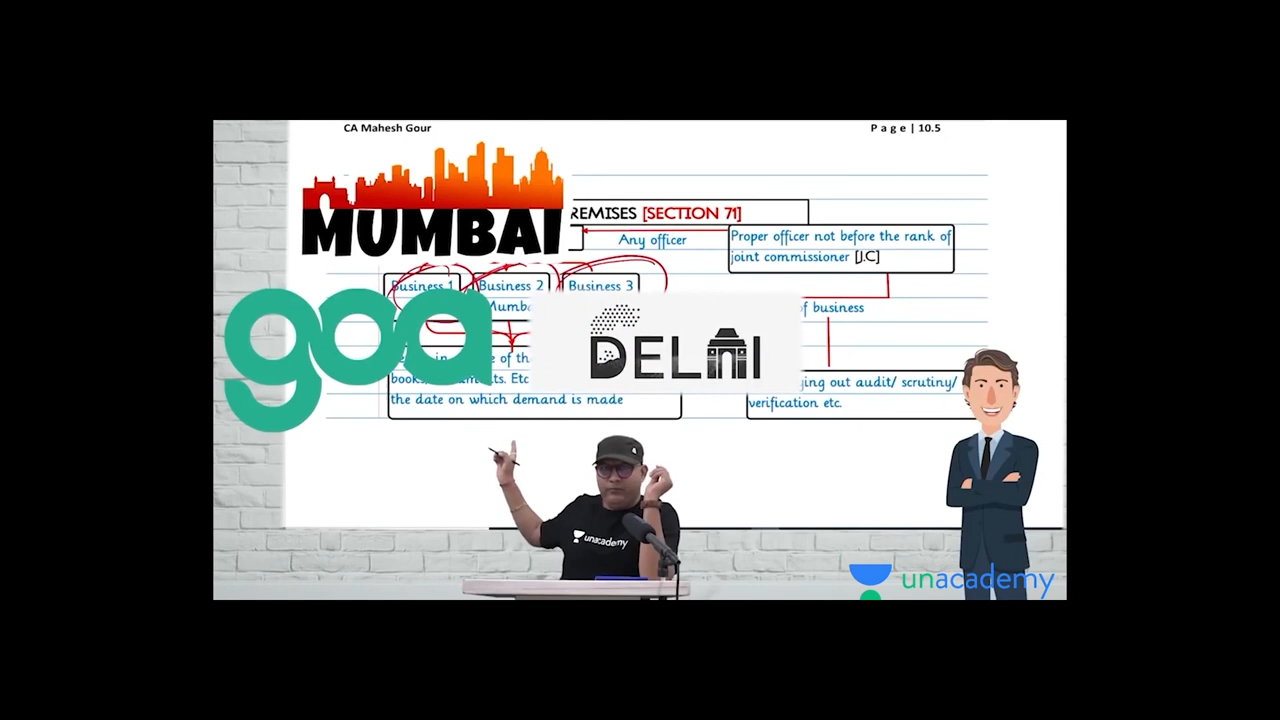 CA Mahesh Gour
P a g e | 10.5
MUMBAI
REMISES [SECTION 71]
Any officer
Proper officer not before the rank of
joint commissioner [J.C]
Business 1
Business 2
Business 3
of business
goa
DELHI
books
Etc
the date on which demand is made
out audit/ scrutiny/
verification etc.
unacademy
unacademy